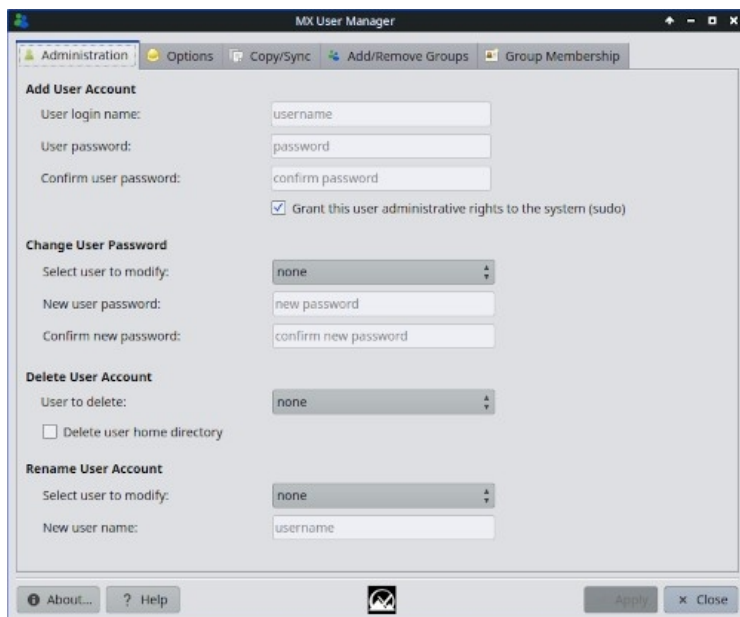 MX User Manager
Administration Options Copy/Sync Add/Remove Groups Group Membership
Add User Account
User login name: username
User password: password
Confirm user password: confirm password
Grant this user administrative rights to the system (sudo)
Change User Password
Select user to modify: none
New user password: new password
Confirm new password: confirm new password
Delete User Account
User to delete: none
Delete user home directory
Rename User Account
Select user to modify: none
New user name: username
About... ? Help Apply Close